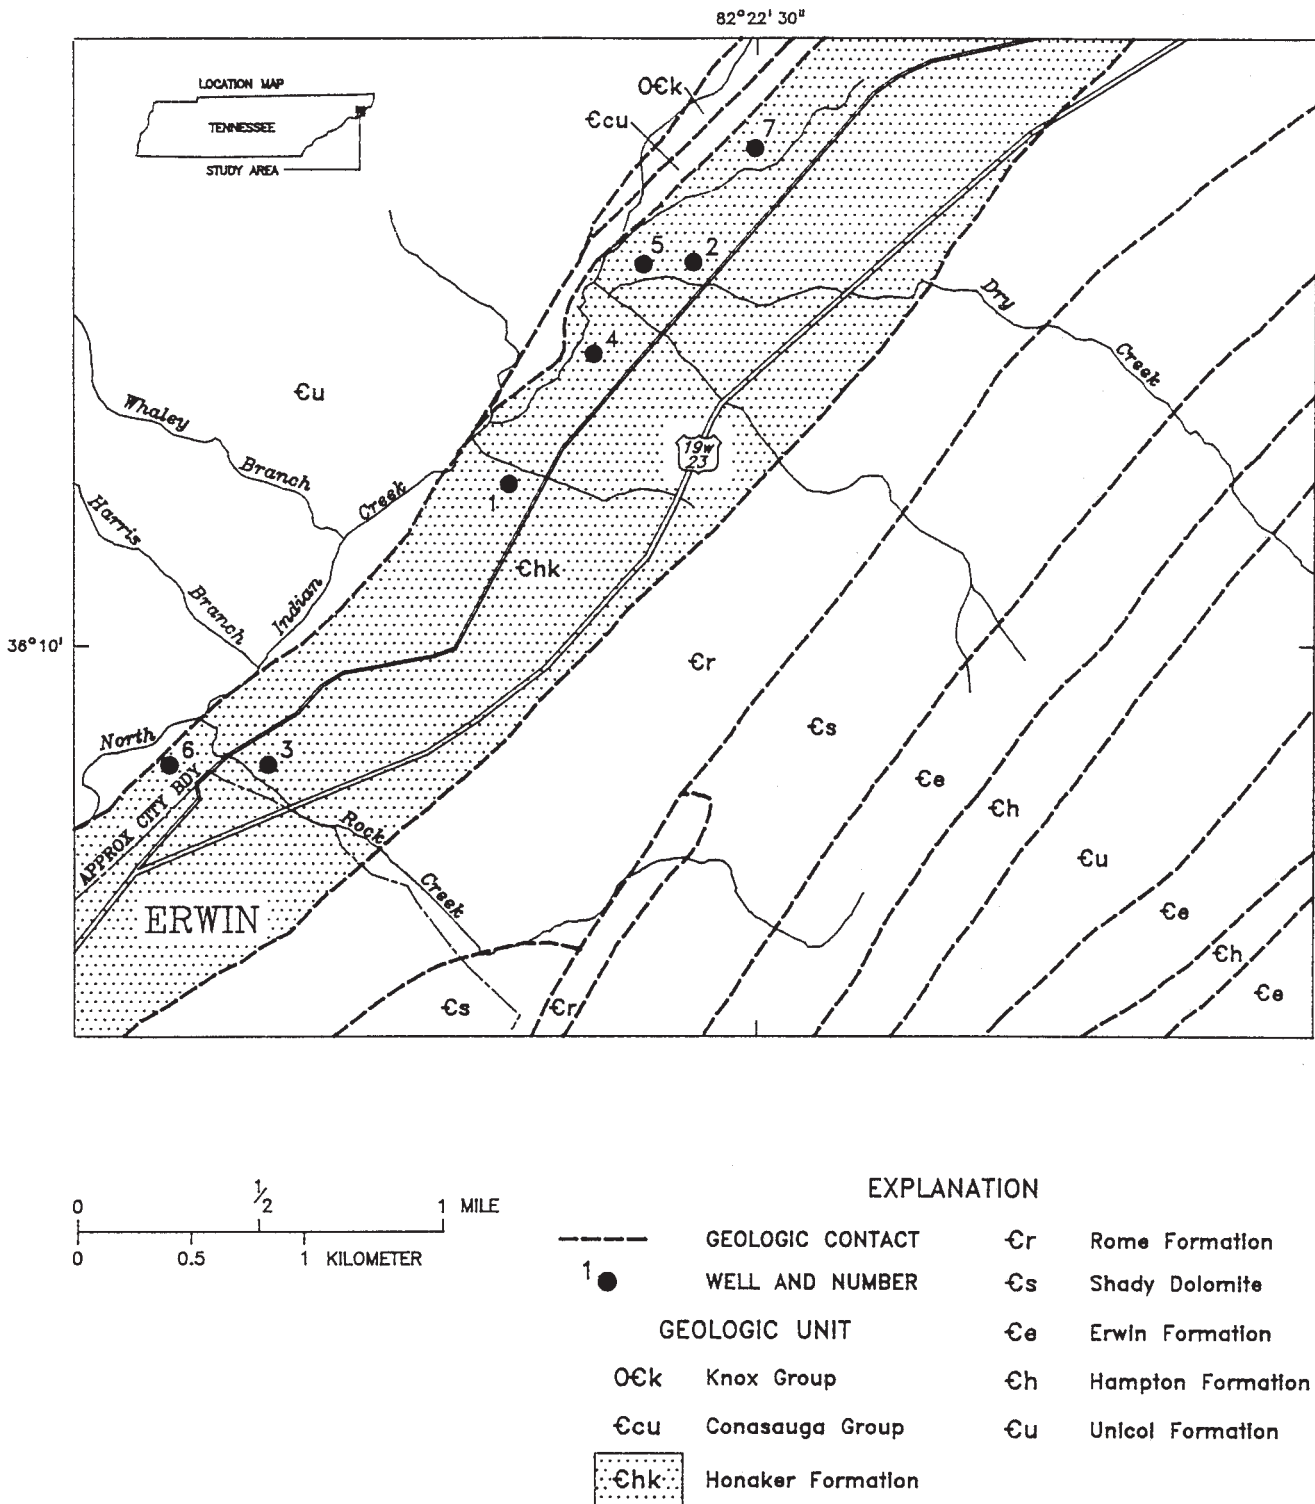 82°22'30"
LOCATION MAP
TENNESSEE
STUDY AREA
O€k
€cu
7
5
2
4
Dry
Creek
€u
Whaley
Branch
19w
23
Creek
1
Harris
Branch
Indian
€hk
36°10'
€r
€s
North
6
3
€e
€h
APPROX CITY BDY
Rock
Creek
€u
ERWIN
€e
€h
€s
€r
€e
0 1/2 1 MILE
0 0.5 1 KILOMETER
EXPLANATION
GEOLOGIC CONTACT
1 WELL AND NUMBER
GEOLOGIC UNIT
O€k Knox Group
€cu Conasauga Group
€hk Honaker Formation
€r Rome Formation
€s Shady Dolomite
€e Erwin Formation
€h Hampton Formation
€u Unicoi Formation